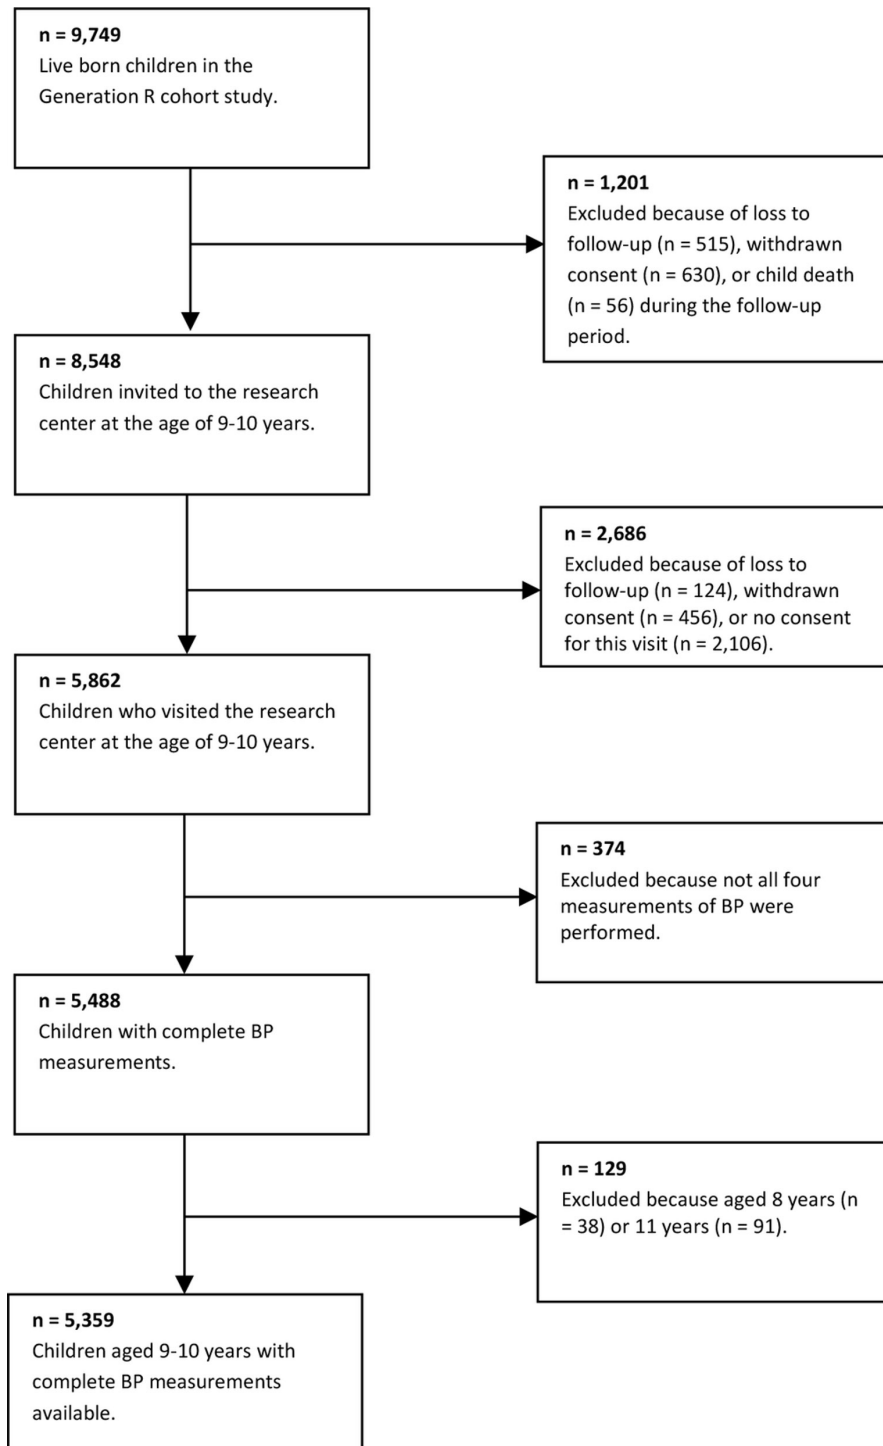 n = 9,749
Live born children in the
Generation R cohort study.
n = 1,201
Excluded because of loss to
follow-up (n = 515), withdrawn
consent (n = 630), or child death
(n = 56) during the follow-up
period.
n = 8,548
Children invited to the research
center at the age of 9-10 years.
n = 2,686
Excluded because of loss to
follow-up (n = 124), withdrawn
consent (n = 456), or no consent
for this visit (n = 2,106).
n = 5,862
Children who visited the research
center at the age of 9-10 years.
n = 374
Excluded because not all four
measurements of BP were
performed.
n = 5,488
Children with complete BP
measurements.
n = 129
Excluded because aged 8 years (n
= 38) or 11 years (n = 91).
n = 5,359
Children aged 9-10 years with
complete BP measurements
available.